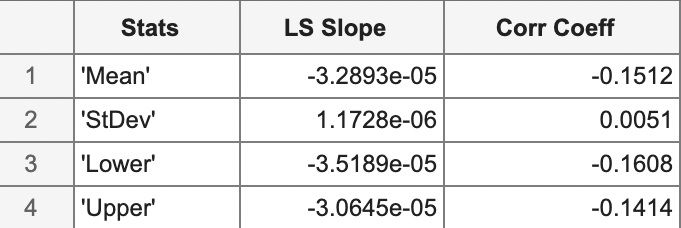 Stats LS Slope Corr Coeff
1 'Mean' -3.2893e-05 -0.1512
2 'StDev' 1.1728e-06 0.0051
3 'Lower' -3.5189e-05 -0.1608
4 'Upper' -3.0645e-05 -0.1414